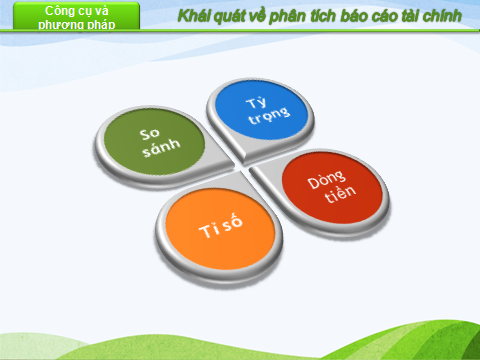 Công cụ và
phương pháp
Khái quát về phân tích báo cáo tài chính
Tỷ
trọng
So
sánh
Dòng
tiền
Tỉ số